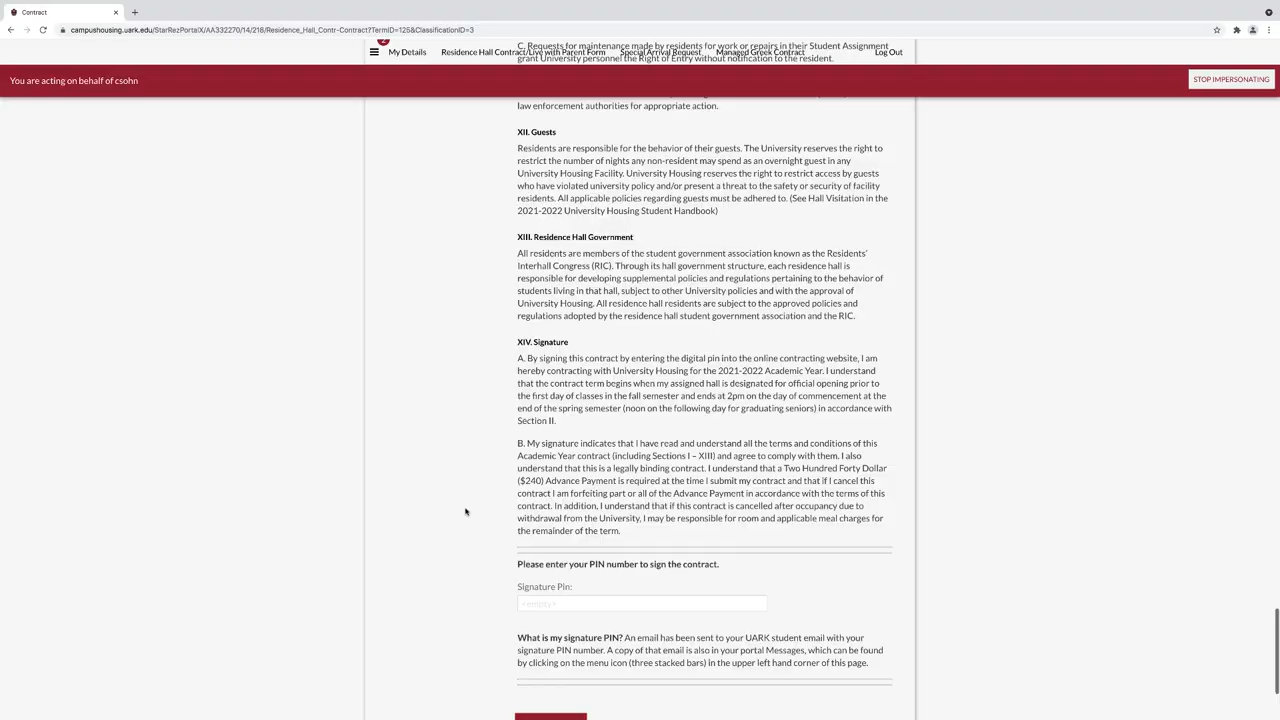 Contract
campushousing.uark.edu/StarRezPortalX/AA332270/14/218/Residence_Hall_Contr-Contract?TermID=125&ClassificationID=3
C. Requests for maintenance made by residents for work or repairs in their Student Assignment
2
My Details Residence Hall Contract/Live with Parent Form Special Arrival Request Managed Greek Contract Log Out
grant University personnel the Right of Entry without notification to the resident.
You are acting on behalf of csohn
STOP IMPERSONATING
law enforcement authorities for appropriate action.
XII. Guests
Residents are responsible for the behavior of their guests. The University reserves the right to
restrict the number of nights any non-resident may spend as an overnight guest in any
University Housing Facility. University Housing reserves the right to restrict access by guests
who have violated university policy and/or present a threat to the safety or security of facility
residents. All applicable policies regarding guests must be adhered to. (See Hall Visitation in the
2021-2022 University Housing Student Handbook)
XIII. Residence Hall Government
All residents are members of the student government association known as the Residents'
Interhall Congress (RIC). Through its hall government structure, each residence hall is
responsible for developing supplemental policies and regulations pertaining to the behavior of
students living in that hall, subject to other University policies and with the approval of
University Housing. All residence hall residents are subject to the approved policies and
regulations adopted by the residence hall student government association and the RIC.
XIV. Signature
A. By signing this contract by entering the digital pin into the online contracting website, I am
hereby contracting with University Housing for the 2021-2022 Academic Year. I understand
that the contract term begins when my assigned hall is designated for official opening prior to
the first day of classes in the fall semester and ends at 2pm on the day of commencement at the
end of the spring semester (noon on the following day for graduating seniors) in accordance with
Section II.
B. My signature indicates that I have read and understand all the terms and conditions of this
Academic Year contract (including Sections I – XIII) and agree to comply with them. I also
understand that this is a legally binding contract. I understand that a Two Hundred Forty Dollar
($240) Advance Payment is required at the time I submit my contract and that if I cancel this
contract I am forfeiting part or all of the Advance Payment in accordance with the terms of this
contract. In addition, I understand that if this contract is cancelled after occupancy due to
withdrawal from the University, I may be responsible for room and applicable meal charges for
the remainder of the term.
Please enter your PIN number to sign the contract.
Signature Pin:
<empty>
What is my signature PIN? An email has been sent to your UARK student email with your
signature PIN number. A copy of that email is also in your portal Messages, which can be found
by clicking on the menu icon (three stacked bars) in the upper left hand corner of this page.